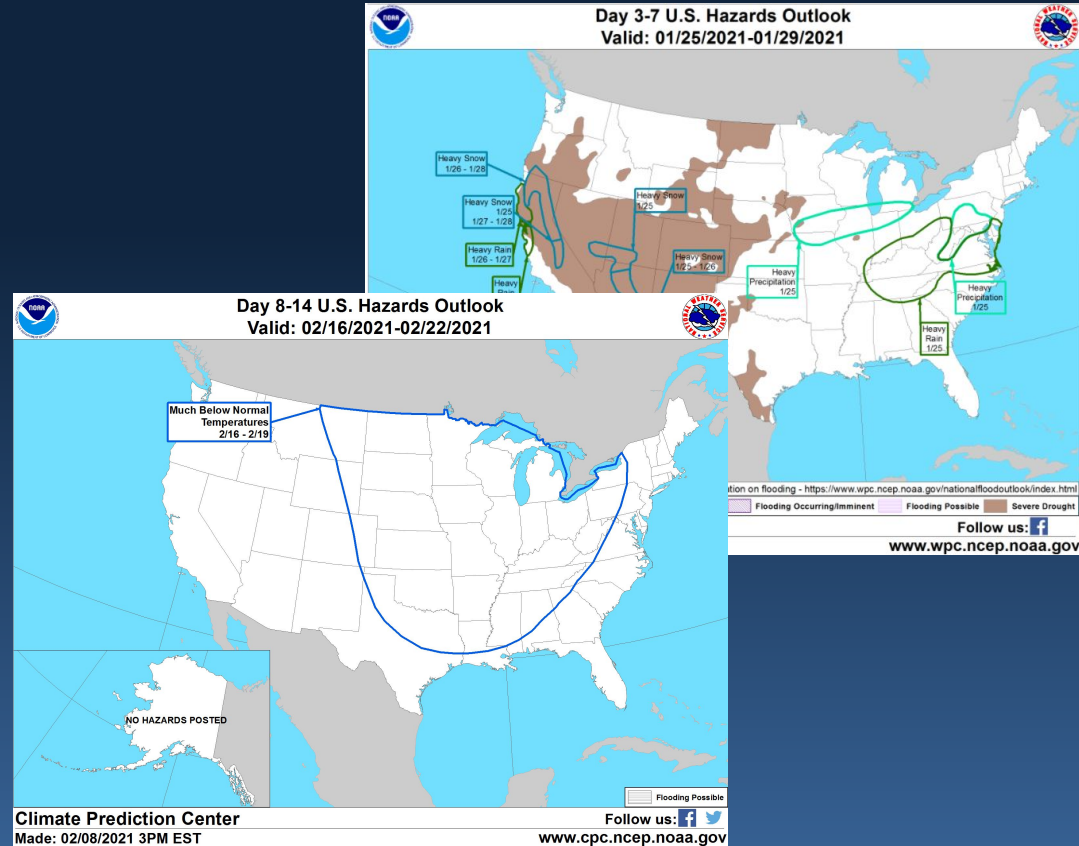 Day 3-7 U.S. Hazards Outlook
Valid: 01/25/2021-01/29/2021
NOAA
Heavy Snow
1/26 - 1/28
Heavy Snow
1/25
1/27 - 1/28
Heavy Rain
1/26 - 1/27
Heavy
Heavy Snow
1/25
Heavy Snow
1/25 - 1/26
Heavy
Precipitation
1/25
Heavy
Precipitation
1/25
Heavy
Rain
1/25
on flooding - https://www.wpc.ncep.noaa.gov/nationalfloodoutlook/index.html
Flooding Occurring/Imminent
Flooding Possible
Severe Drought
Follow us:
www.wpc.ncep.noaa.gov
Day 8-14 U.S. Hazards Outlook
Valid: 02/16/2021-02/22/2021
NOAA
NATIONAL WEATHER SERVICE
Much Below Normal
Temperatures
2/16 - 2/19
NO HAZARDS POSTED
Flooding Possible
Climate Prediction Center
Follow us:
Made: 02/08/2021 3PM EST
www.cpc.ncep.noaa.gov